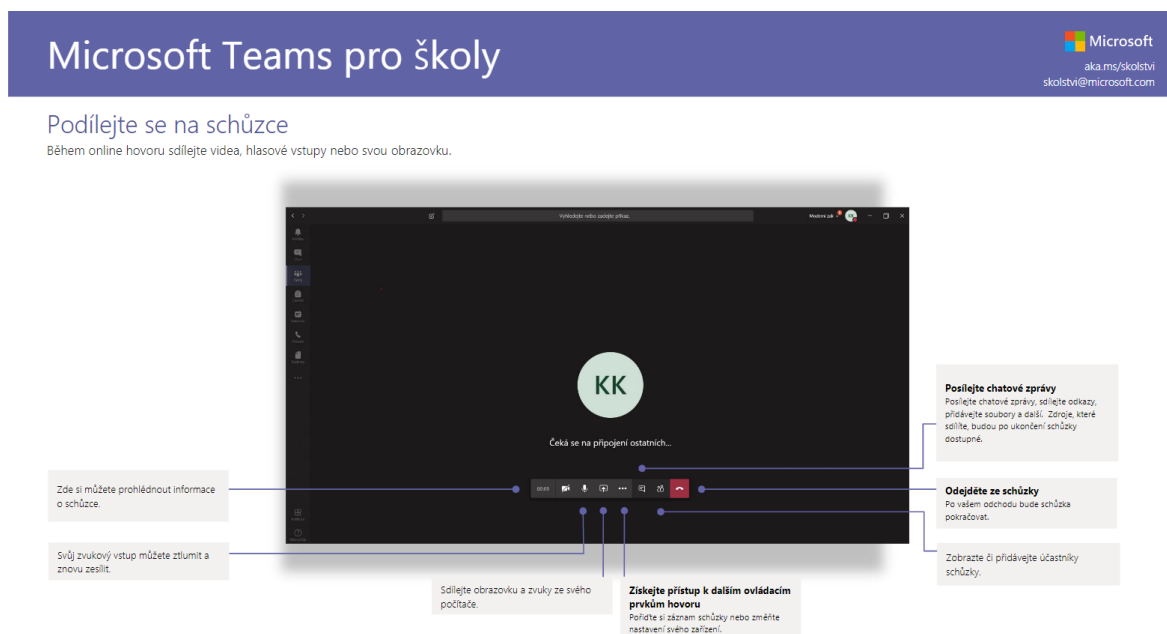 Microsoft Teams pro školy
Microsoft
aka.ms/skolstvi
skolstvi@microsoft.com
Podílejte se na schůzce
Během online hovoru sdílejte videa, hlasové vstupy nebo svou obrazovku.
Vyhledejte nebo zadejte příkaz.
KK
Čeká se na připojení ostatních...
Posílejte chatové zprávy
Posílejte chatové zprávy, sdílejte odkazy,
přidávejte soubory a další. Zdroje, které
sdílíte, budou po ukončení schůzky
dostupné.
Zde si můžete prohlédnout informace
o schůzce.
Odejděte ze schůzky
Po vašem odchodu bude schůzka
pokračovat.
Svůj zvukový vstup můžete ztlumit a
znovu zesílit.
Zobrazte či přidávejte účastníky
schůzky.
Sdílejte obrazovku a zvuky ze svého
počítače.
Získejte přístup k dalším ovládacím
prvkům hovoru
Pořiďte si záznam schůzky nebo změňte
nastavení svého zařízení.